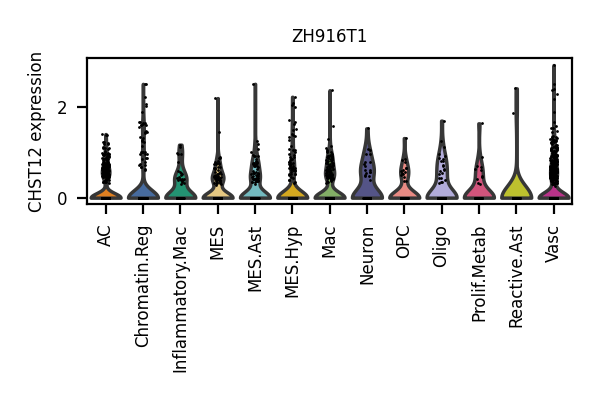 ZH916T1
CHST12 expression
2
0
AC
Chromatin.Reg
Inflammatory.Mac
MES
MES.Ast
MES.Hyp
Mac
Neuron
OPC
Oligo
Prolif.Metab
Reactive.Ast
Vasc